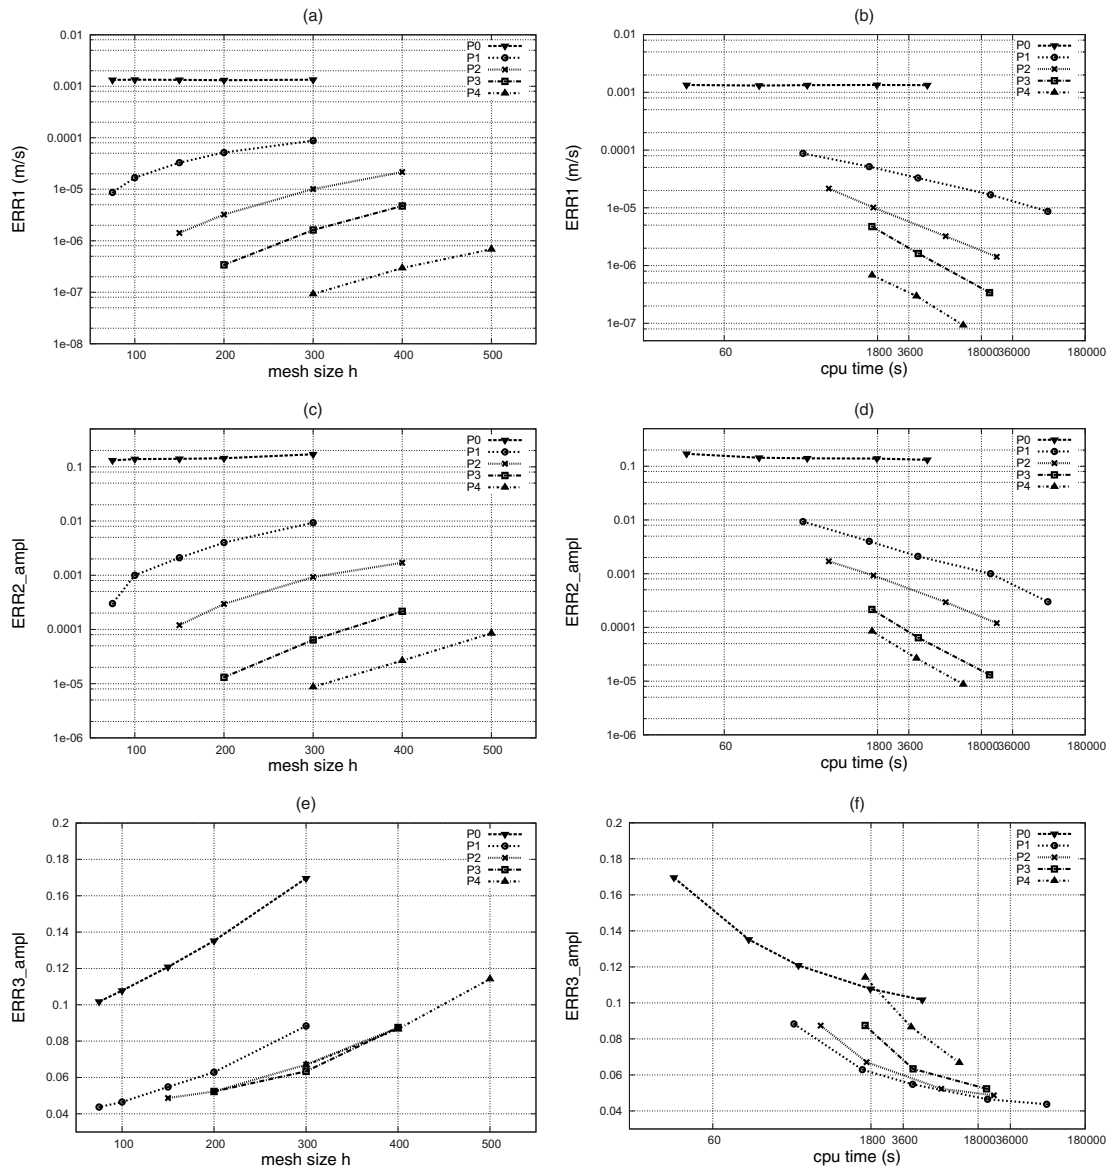 (a)
0.01
0.001
0.0001
1e-05
1e-06
1e-07
1e-08
ERR1 (m/s)
P0
P1
P2
P3
P4
100 200 300 400 500
mesh size h
(b)
0.01
0.001
0.0001
1e-05
1e-06
1e-07
ERR1 (m/s)
P0
P1
P2
P3
P4
60 1800 3600 18000 36000 180000
cpu time (s)
(c)
0.1
0.01
0.001
0.0001
1e-05
1e-06
ERR2_ampl
P0
P1
P2
P3
P4
100 200 300 400 500
mesh size h
(d)
0.1
0.01
0.001
0.0001
1e-05
1e-06
ERR2_ampl
P0
P1
P2
P3
P4
60 1800 3600 18000 36000 180000
cpu time (s)
(e)
0.2
0.18
0.16
0.14
0.12
0.1
0.08
0.06
0.04
ERR3_ampl
P0
P1
P2
P3
P4
100 200 300 400 500
mesh size h
(f)
0.2
0.18
0.16
0.14
0.12
0.1
0.08
0.06
0.04
ERR3_ampl
P0
P1
P2
P3
P4
60 1800 3600 18000 36000 180000
cpu time (s)